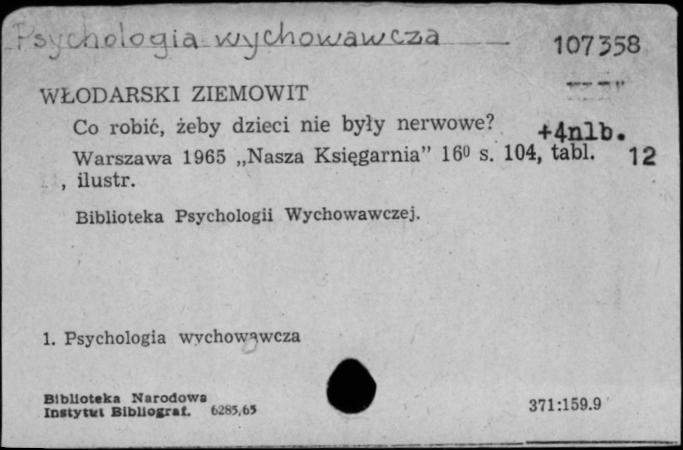 Psychologia wychowawcza
107358
WŁODARSKI ZIEMOWIT
Co robić, żeby dzieci nie były nerwowe?
+4nlb.
Warszawa 1965 „Nasza Księgarnia” 16⁰ s. 104, tabl. 12
, ilustr.
Biblioteka Psychologii Wychowawczej.
1. Psychologia wychowawcza
Biblioteka Narodowa
Instytut Bibliograf. 6285,65
371:159.9